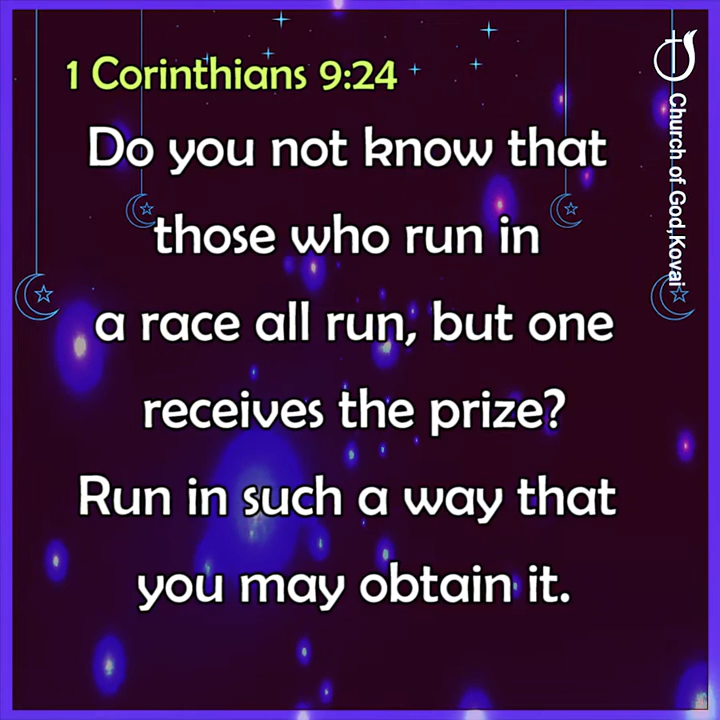 1 Corinthians 9:24
Do you not know that
those who run in
a race all run, but one
receives the prize?
Run in such a way that
you may obtain it.
Church of God,Kovai